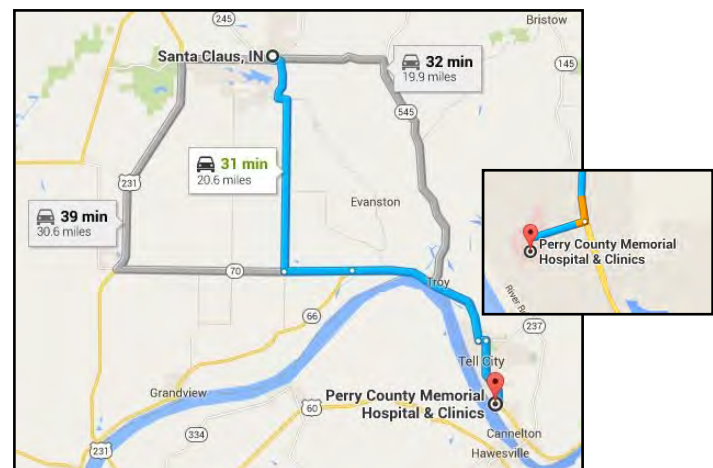 245
Bristow
Santa Claus, IN
32 min
19.9 miles
145
545
31 min
20.6 miles
231
Evanston
39 min
30.6 miles
Perry County Memorial
Hospital & Clinics
70
Troy
66
237
Tell City
Grandview
Perry County Memorial
Hospital & Clinics
60
334
Cannelton
231
Hawesville